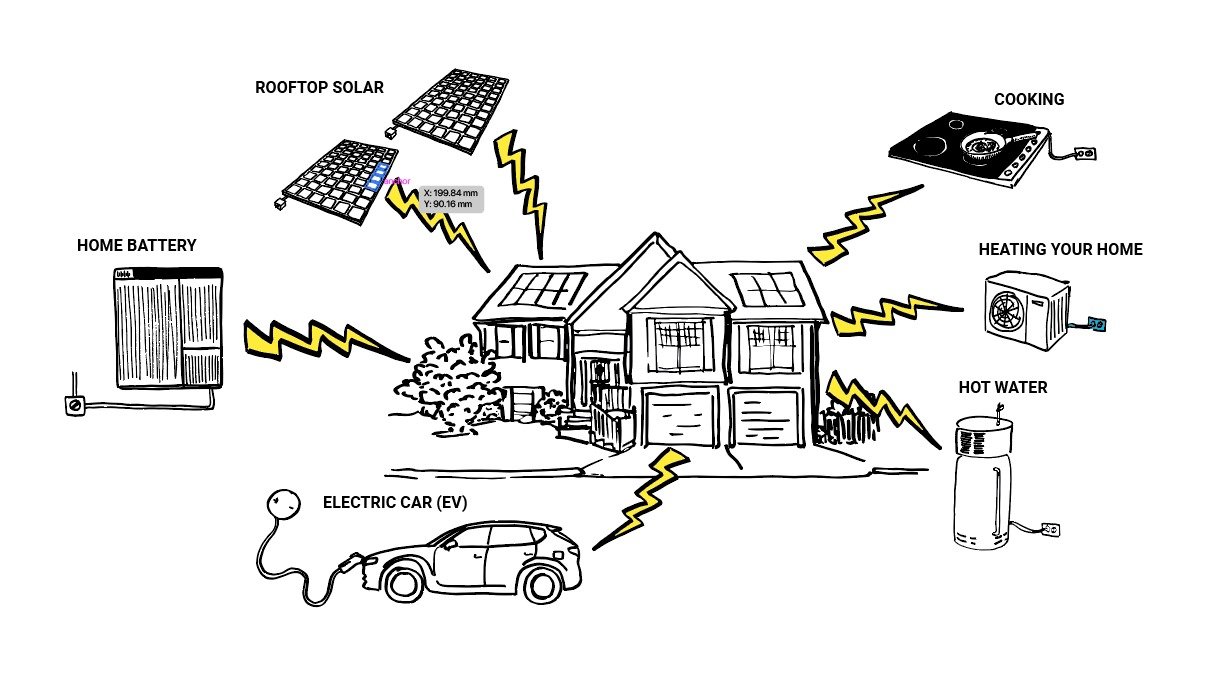 ROOFTOP SOLAR
COOKING
anchor
X: 199.84 mm
Y: 90.16 mm
HOME BATTERY
HEATING YOUR HOME
HOT WATER
ELECTRIC CAR (EV)